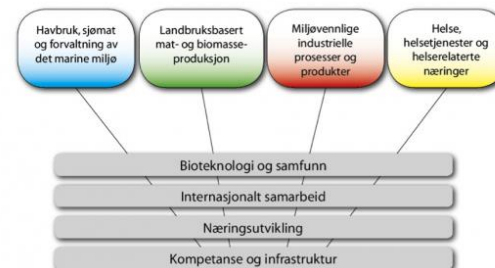 Havbruk, sjømat
og forvaltning av
det marine miljø
Landbruksbasert
mat- og biomasse-
produksjon
Miljøvennlige
industrielle
prosesser og
produkter
Helse,
helsetjenester og
helserelaterte
næringer
Bioteknologi og samfunn
Internasjonalt samarbeid
Næringsutvikling
Kompetanse og infrastruktur